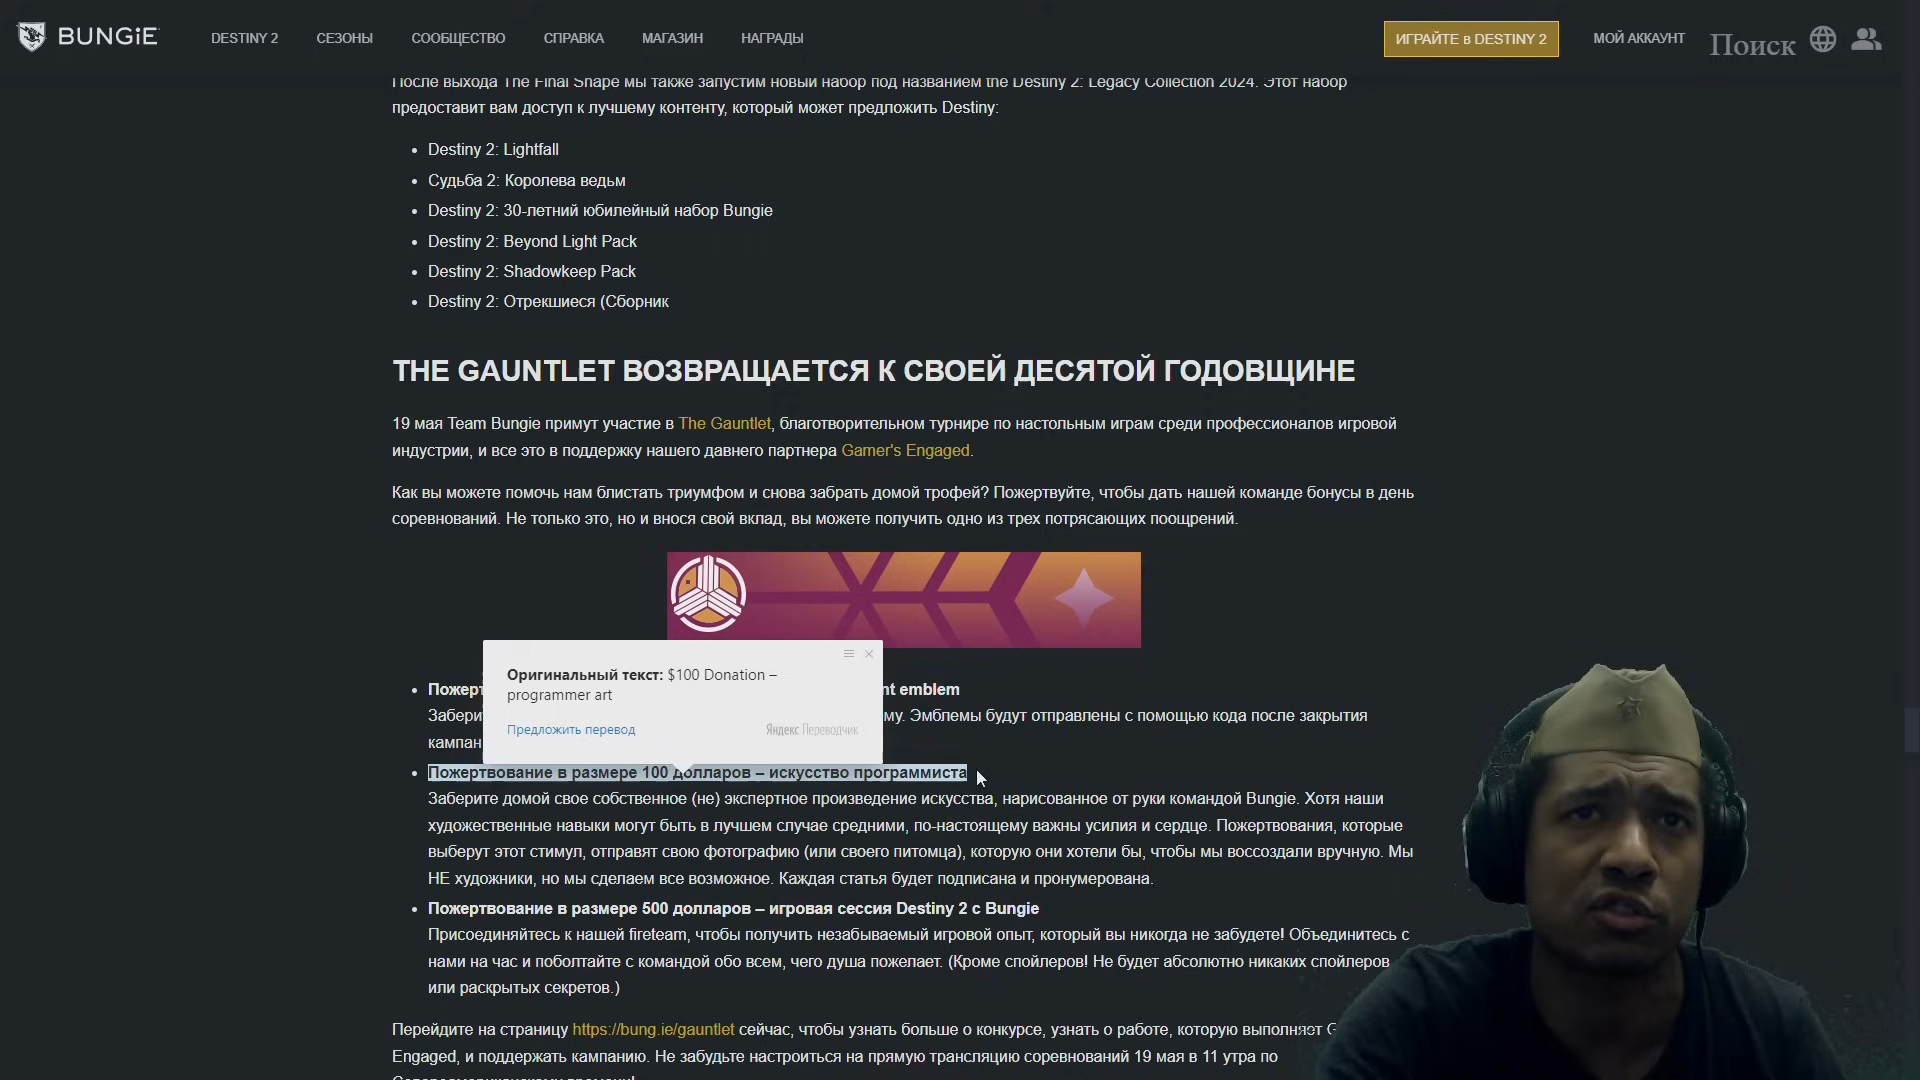 BUNGiE
DESTINY 2
СЕЗОНЫ
СООБЩЕСТВО
СПРАВКА
МАГАЗИН
НАГРАДЫ
ИГРАЙТЕ в DESTINY 2
МОЙ АККАУНТ
Поиск
После выхода The Final Shape мы также запустим новый набор под названием the Destiny 2: Legacy Collection 2024. Этот набор
предоставит вам доступ к лучшему контенту, который может предложить Destiny:
Destiny 2: Lightfall
Судьба 2: Королева ведьм
Destiny 2: 30-летний юбилейный набор Bungie
Destiny 2: Beyond Light Pack
Destiny 2: Shadowkeep Pack
Destiny 2: Отрекшиеся (Сборник
THE GAUNTLET ВОЗВРАЩАЕТСЯ К СВОЕЙ ДЕСЯТОЙ ГОДОВЩИНЕ
19 мая Team Bungie примут участие в The Gauntlet, благотворительном турнире по настольным играм среди профессионалов игровой
индустрии, и все это в поддержку нашего давнего партнера Gamer's Engaged.
Как вы можете помочь нам блистать триумфом и снова забрать домой трофей? Пожертвуйте, чтобы дать нашей команде бонусы в день
соревнований. Не только это, но и внося свой вклад, вы можете получить одно из трех потрясающих поощрений.
Оригинальный текст: $100 Donation –
programmer art
Предложить перевод
Яндекс Переводчик
emblem
Эмблемы будут отправлены с помощью кода после закрытия
Пожертвование в размере 100 долларов – искусство программиста
Заберите домой свое собственное (не) экспертное произведение искусства, нарисованное от руки командой Bungie. Хотя наши
художественные навыки могут быть в лучшем случае средними, по-настоящему важны усилия и сердце. Пожертвования, которые
выберут этот стимул, отправят свою фотографию (или своего питомца), которую они хотели бы, чтобы мы воссоздали вручную. Мы
НЕ художники, но мы сделаем все возможное. Каждая статья будет подписана и пронумерована.
Пожертвование в размере 500 долларов – игровая сессия Destiny 2 с Bungie
Присоединяйтесь к нашей fireteam, чтобы получить незабываемый игровой опыт, который вы никогда не забудете! Объединитесь с
нами на час и поболтайте с командой обо всем, чего душа пожелает. (Кроме спойлеров! Не будет абсолютно никаких спойлеров
или раскрытых секретов.)
Перейдите на страницу https://bung.ie/gauntlet сейчас, чтобы узнать больше о конкурсе, узнать о работе, которую выполняет
Engaged, и поддержать кампанию. Не забудьте настроиться на прямую трансляцию соревнований 19 мая в 11 утра по